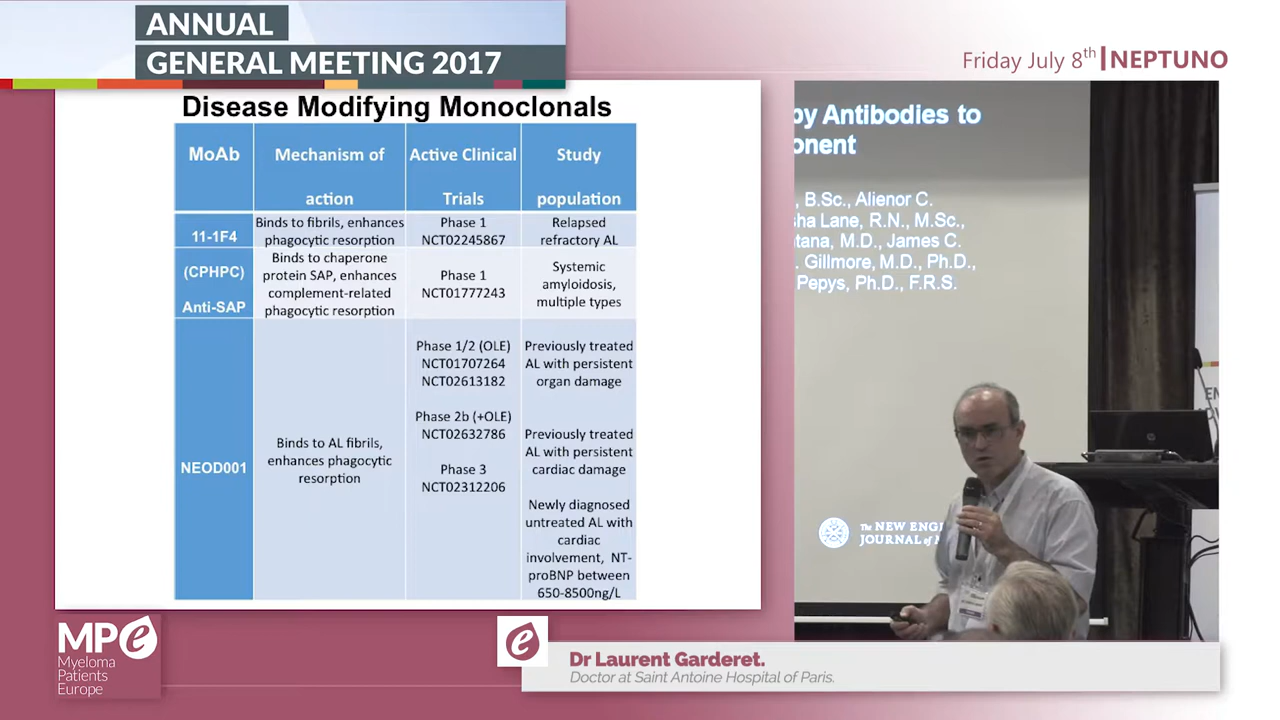 ANNUAL
GENERAL MEETING 2017
Friday July 8th | NEPTUNO
Disease Modifying Monoclonals
MoAb
Mechanism of
action
Active Clinical
Trials
Study
population
11-1F4
Binds to fibrils, enhances
phagocytic resorption
Phase 1
NCT02245867
Relapsed
refractory AL
(CPHPC)
Anti-SAP
Binds to chaperone
protein SAP, enhances
complement-related
phagocytic resorption
Phase 1
NCT01777243
Systemic
amyloidosis,
multiple types
NEOD001
Binds to AL fibrils,
enhances phagocytic
resorption
Phase 1/2 (OLE)
NCT01707264
NCT02613182
Phase 2b (+OLE)
NCT02632786
Phase 3
NCT02312206
Previously treated
AL with persistent
organ damage
Previously treated
AL with persistent
cardiac damage
Newly diagnosed
untreated AL with
cardiac
involvement, NT-
proBNP between
650-8500ng/L
by Antibodies to
onent
, B.Sc., Alienor C.
sha Lane, R.N., M.Sc.,
ntana, M.D., James C.
. Gillmore, M.D., Ph.D.,
Pepys, Ph.D., F.R.S.
The NEW ENG
JOURNAL of M
MPe
Myeloma
Patients
Europe
e
Dr Laurent Garderet.
Doctor at Saint Antoine Hospital of Paris.